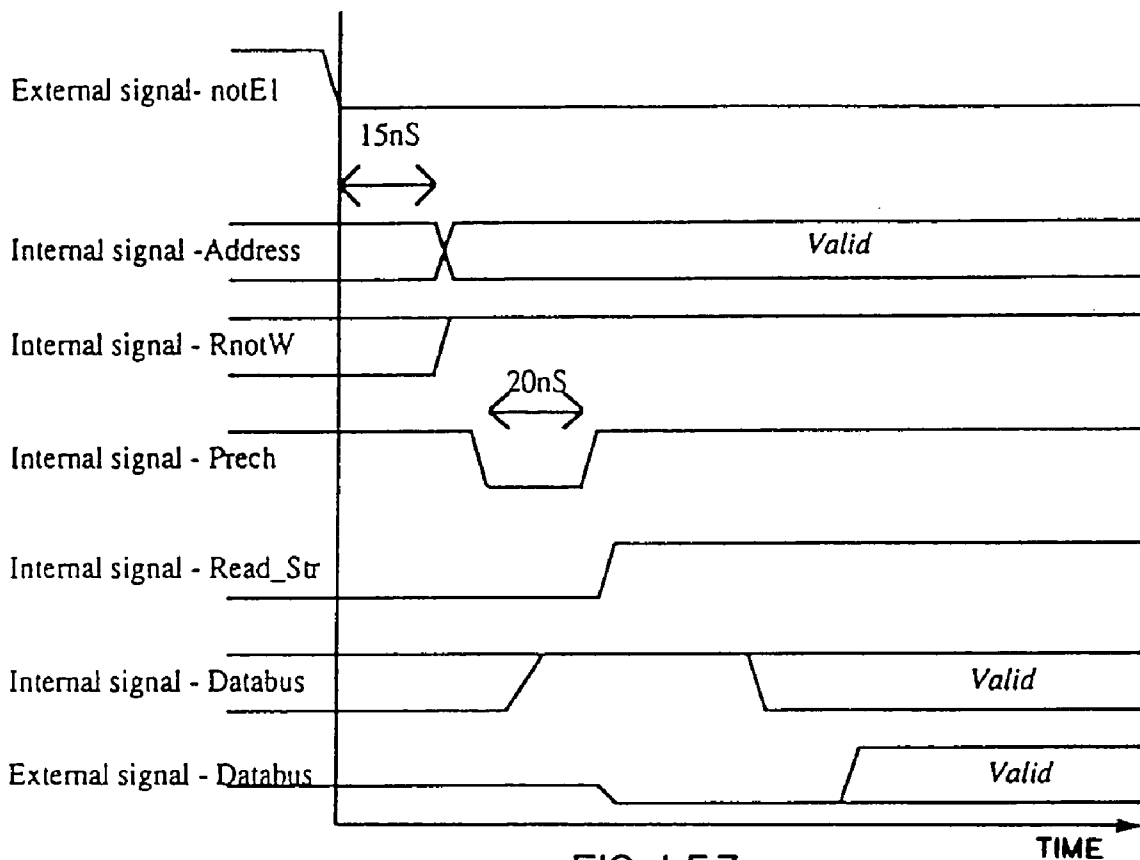 External signal- notE1
15nS
Internal signal -Address
Valid
Internal signal - RnotW
20nS
Internal signal - Prech
Internal signal - Read_Str
Internal signal - Databus
Valid
External signal - Databus
Valid
TIME